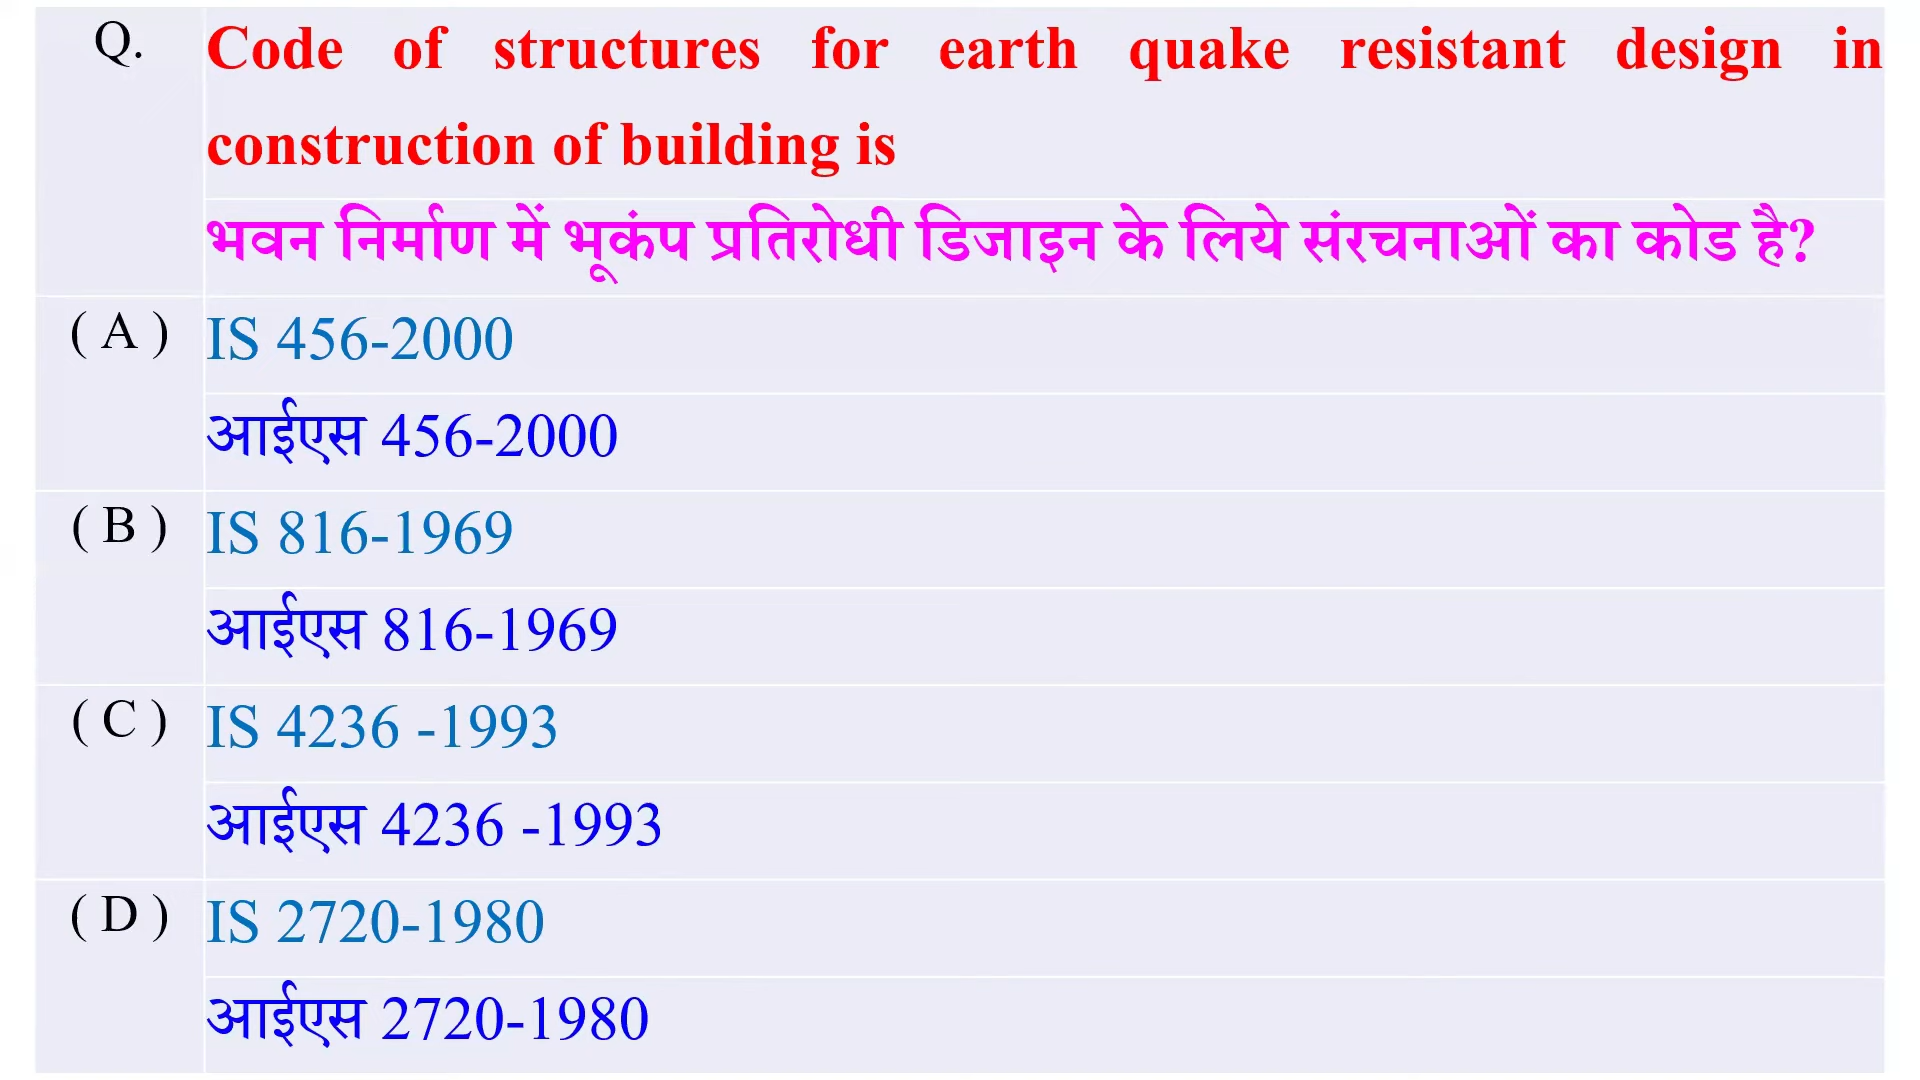 Q.
Code of structures for earth quake resistant design in
construction of building is
भवन निर्माण में भूकंप प्रतिरोधी डिजाइन के लिये संरचनाओं का कोड है?
( A ) IS 456-2000
आईएस 456-2000
( B ) IS 816-1969
आईएस 816-1969
( C ) IS 4236 -1993
आईएस 4236 -1993
( D ) IS 2720-1980
आईएस 2720-1980